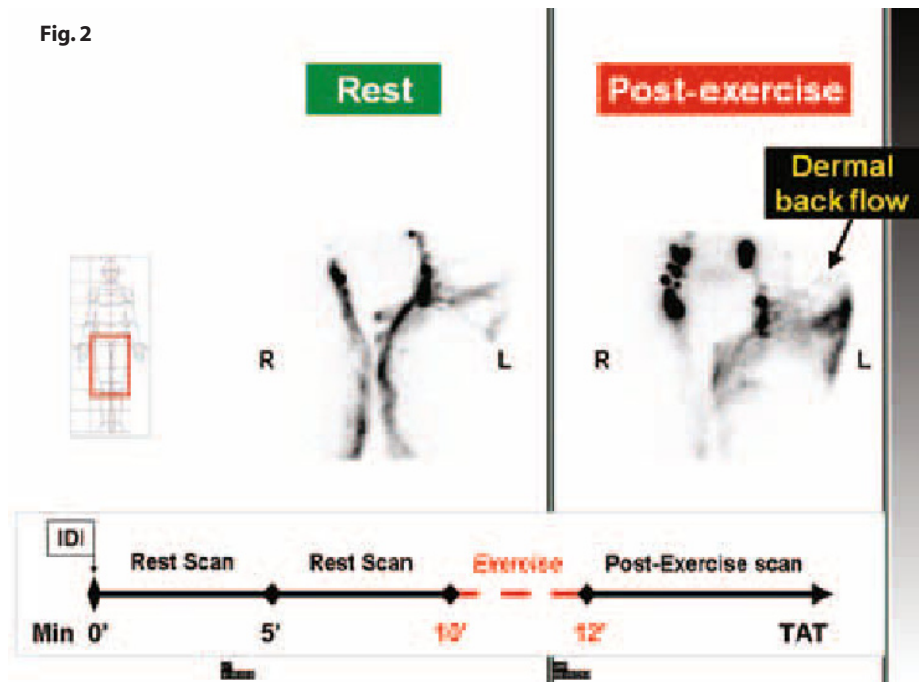 Fig. 2
Rest
Post-exercise
Dermal
back flow
R
L
R
L
IDI
Rest Scan
Rest Scan
Exercise
Post-Exercise scan
Min 0'
5'
10'
12'
TAT